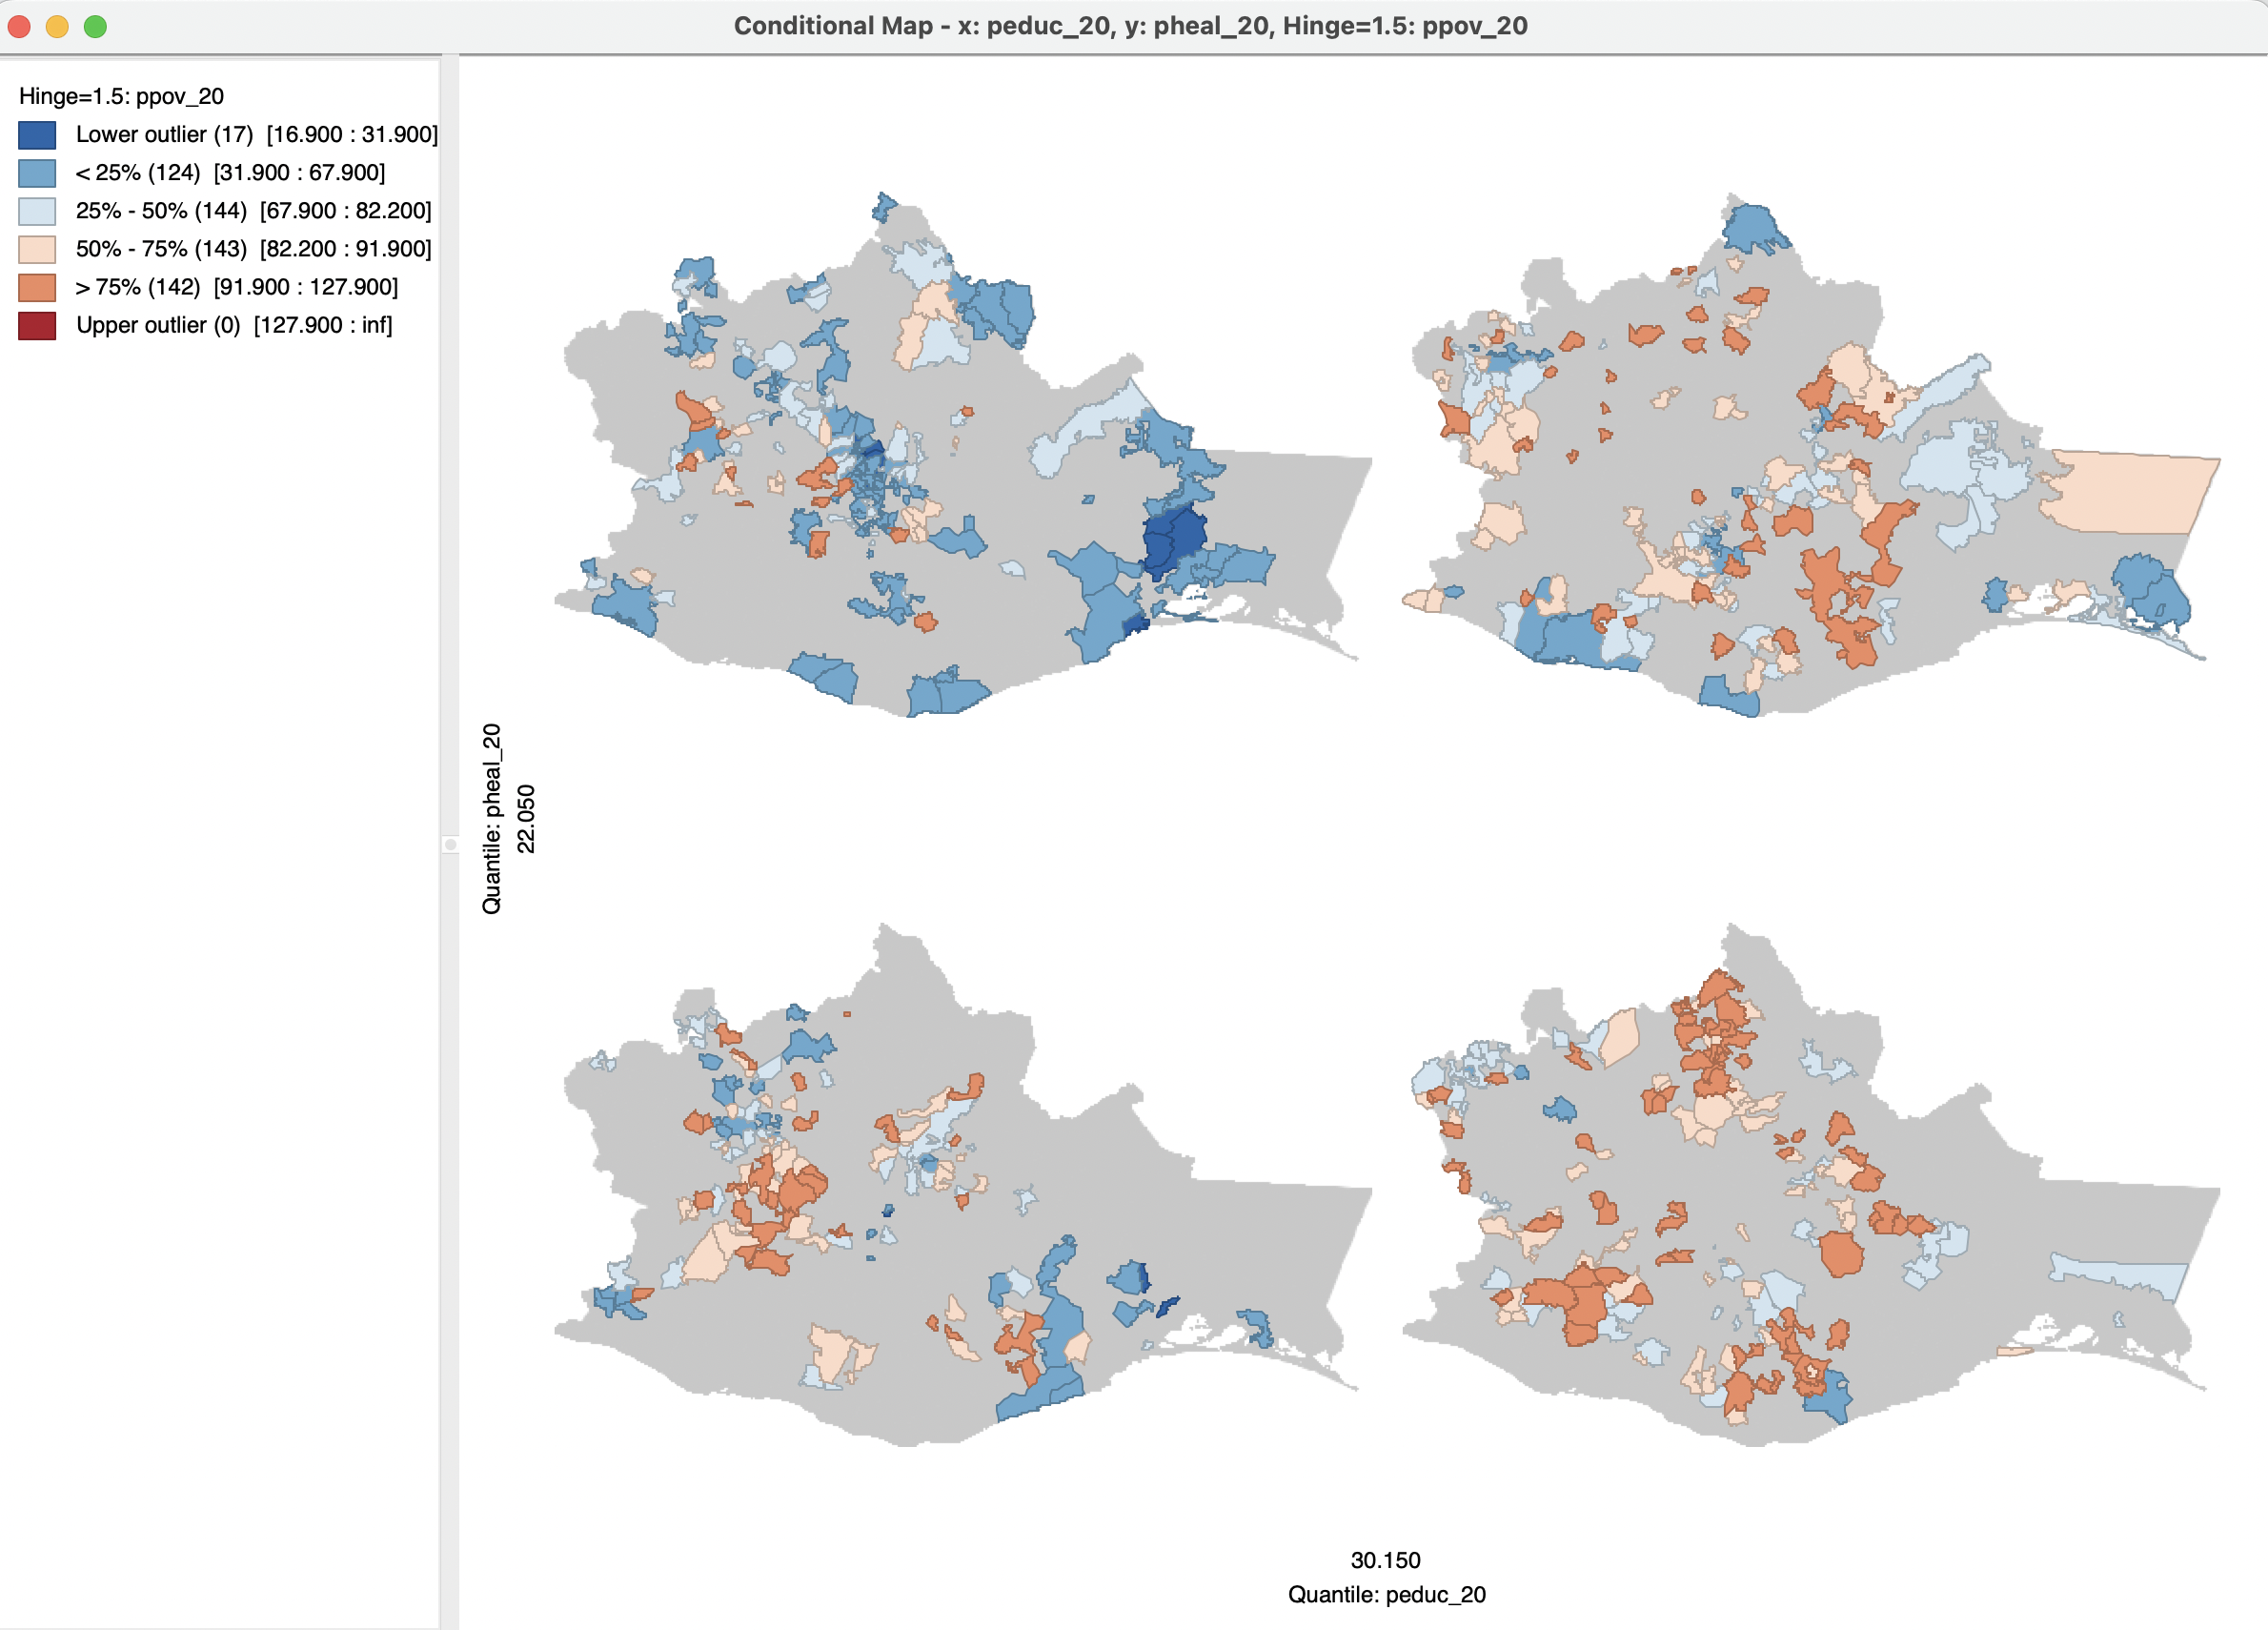 Conditional Map - x: peduc_20, y: pheal_20, Hinge=1.5: ppov_20
Hinge=1.5: ppov_20
Lower outlier (17)  [16.900 : 31.900]
< 25% (124)  [31.900 : 67.900]
25% - 50% (144)  [67.900 : 82.200]
50% - 75% (143)  [82.200 : 91.900]
> 75% (142)  [91.900 : 127.900]
Upper outlier (0)  [127.900 : inf]
Quantile: pheal_20
22.050
30.150
Quantile: peduc_20